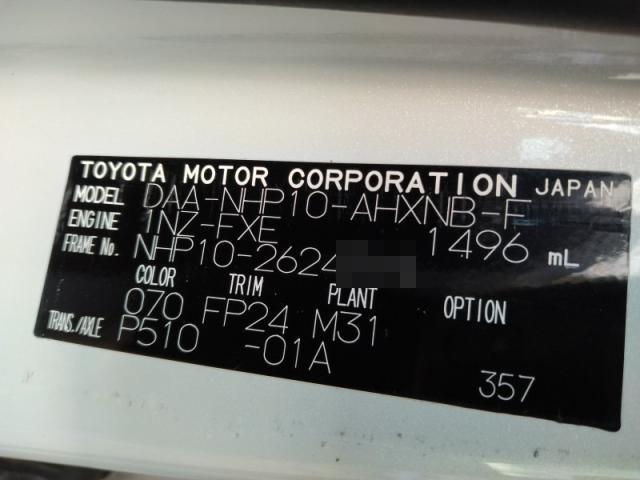 TOYOTA MOTOR CORPORATION JAPAN
MODEL DAA-NHP10-AHXNB-F
ENGINE 1NZ-FXE 1496 mL
FRAME No. NHP10-2624
COLOR TRIM PLANT OPTION
070 FP24 M31
TRANS./AXLE P510 -01A
357